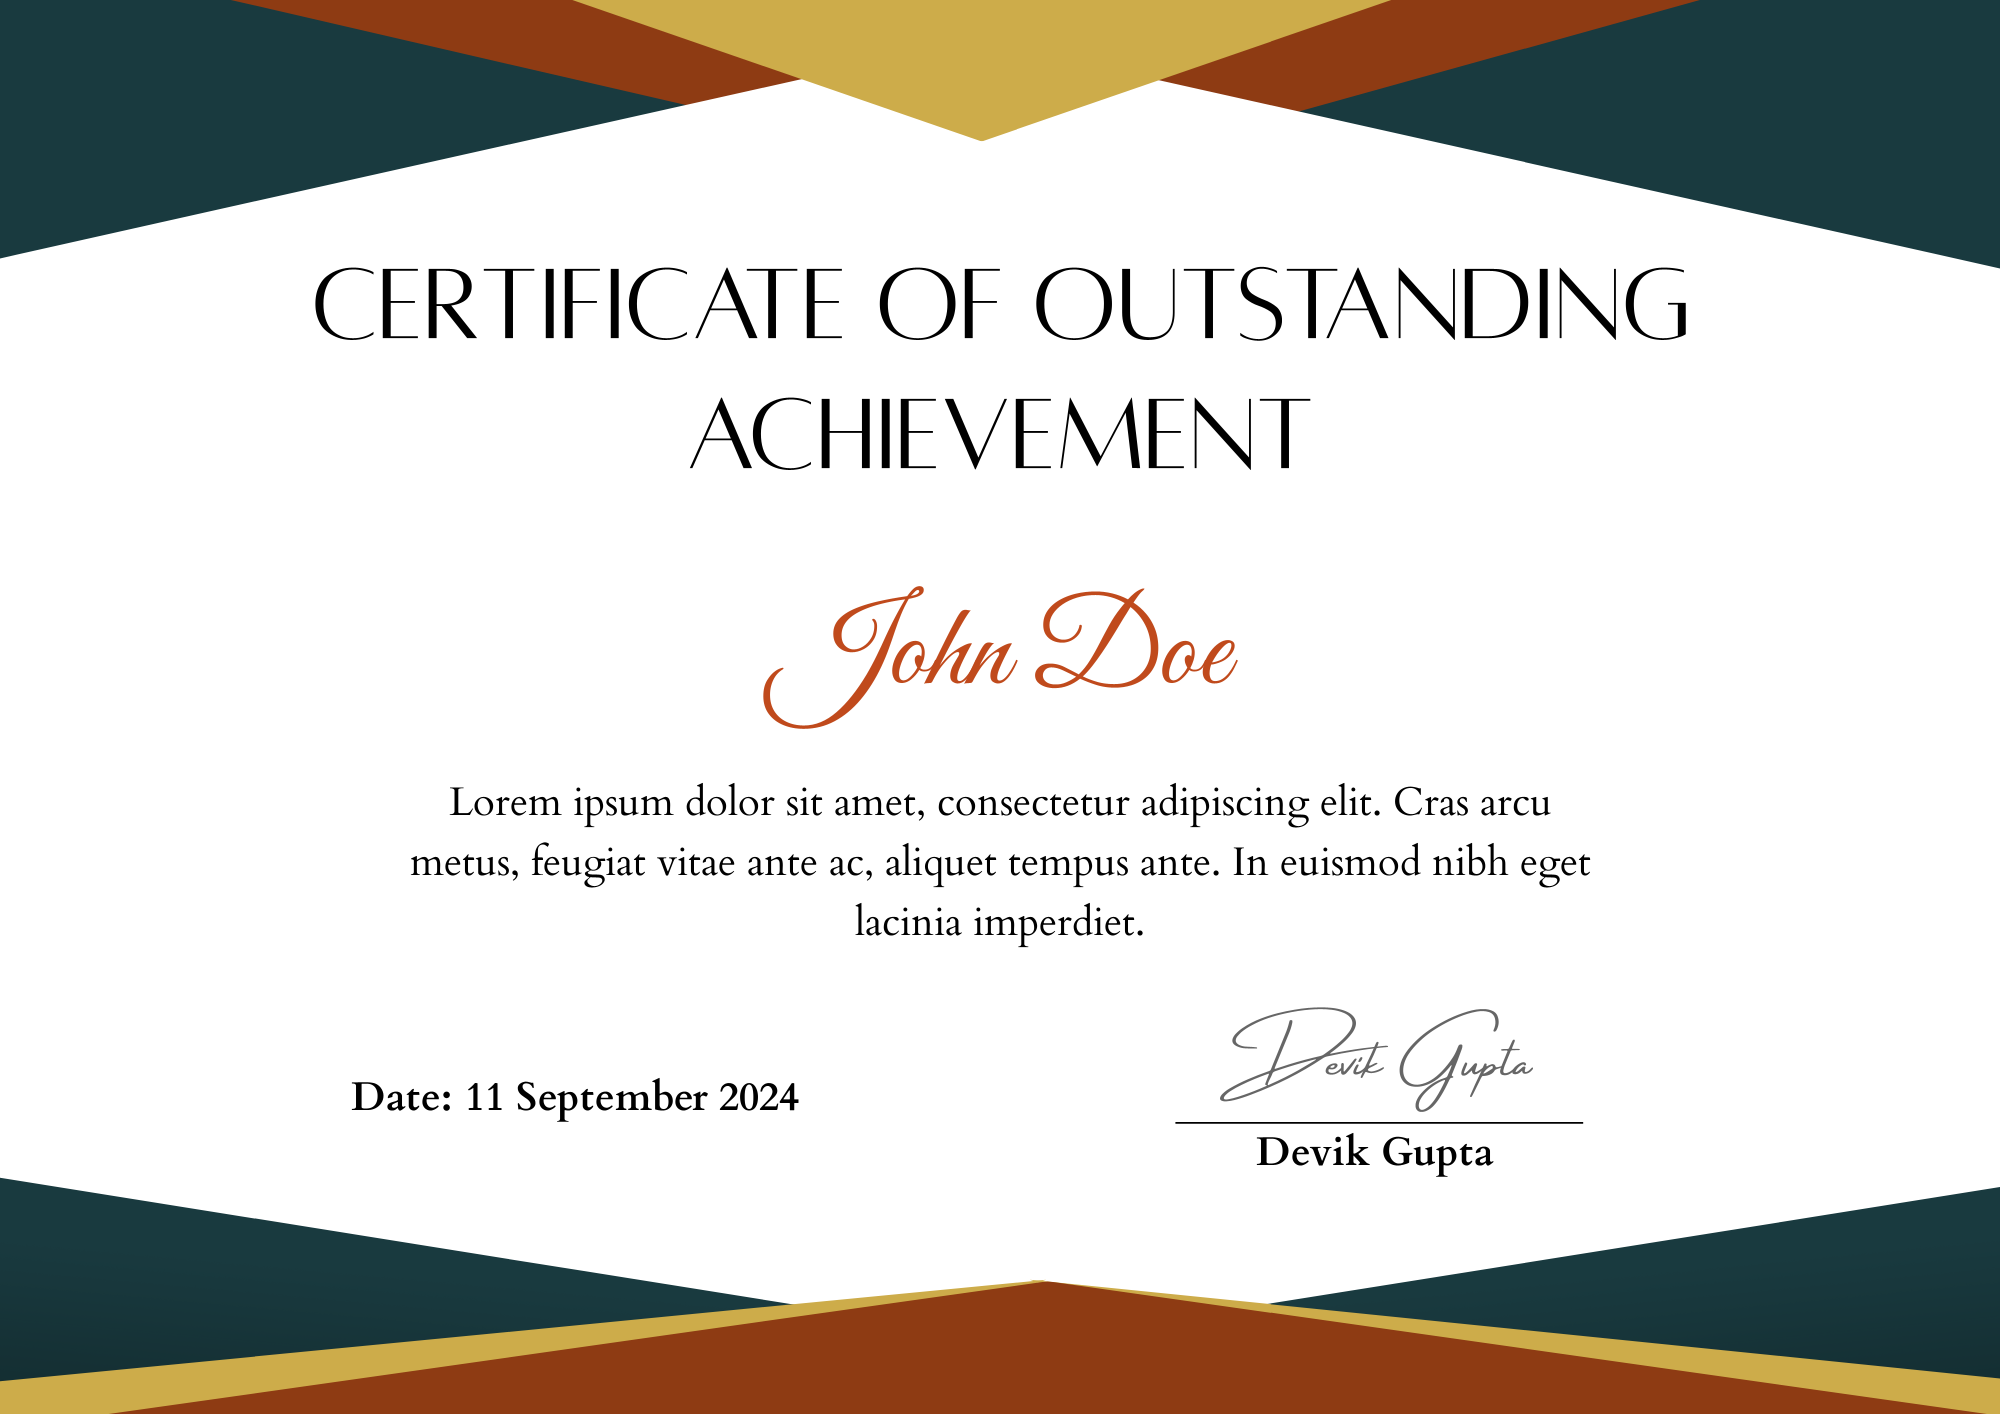 CERTIFICATE OF OUTSTANDING
ACHIEVEMENT
John Doe
Lorem ipsum dolor sit amet, consectetur adipiscing elit. Cras arcu
metus, feugiat vitae ante ac, aliquet tempus ante. In euismod nibh eget
lacinia imperdiet.
Date: 11 September 2024
Devik Gupta
Devik Gupta